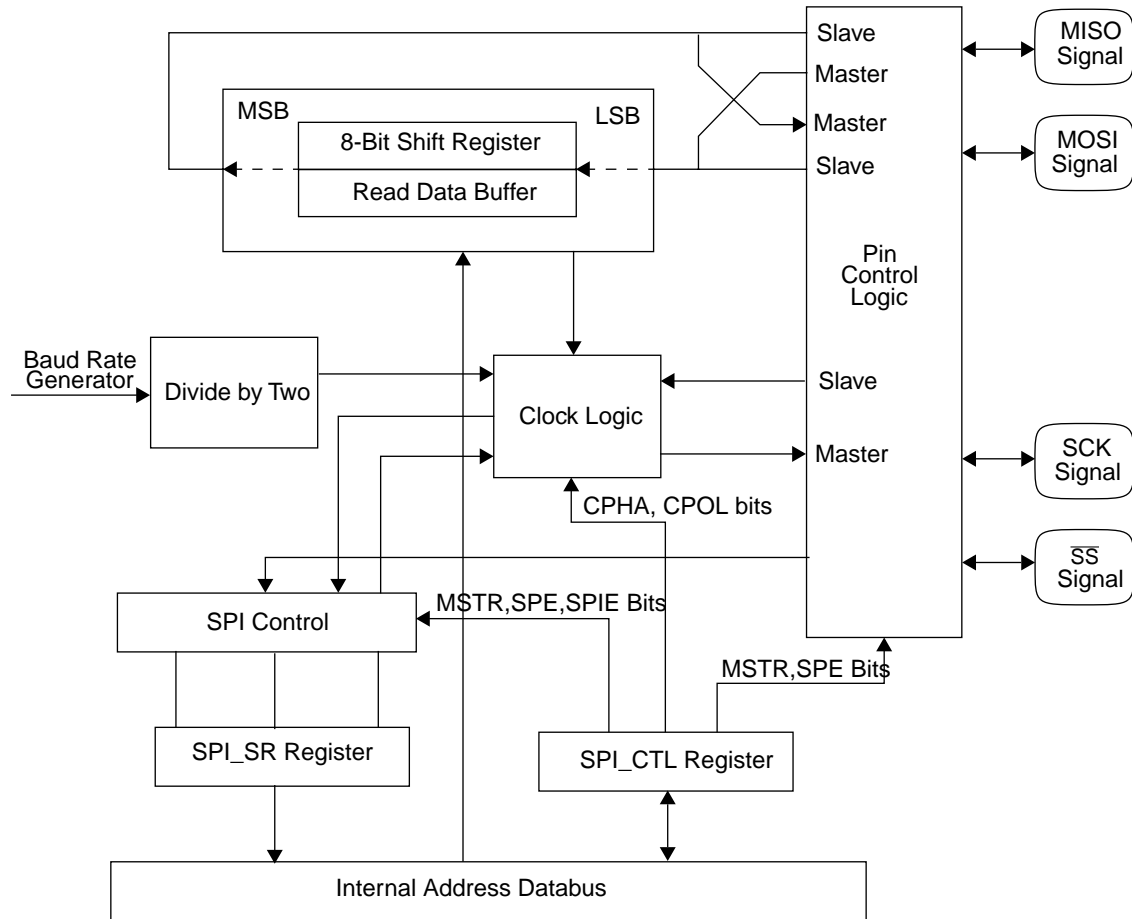 Slave
Master
Master
Slave
MISO
Signal
MSB
LSB
8-Bit Shift Register
Read Data Buffer
MOSI
Signal
Pin
Control
Logic
Baud Rate
Generator
Divide by Two
Clock Logic
Slave
Master
SCK
Signal
CPHA, CPOL bits
SS
Signal
MSTR,SPE,SPIE Bits
SPI Control
MSTR,SPE Bits
SPI_SR Register
SPI_CTL Register
Internal Address Databus